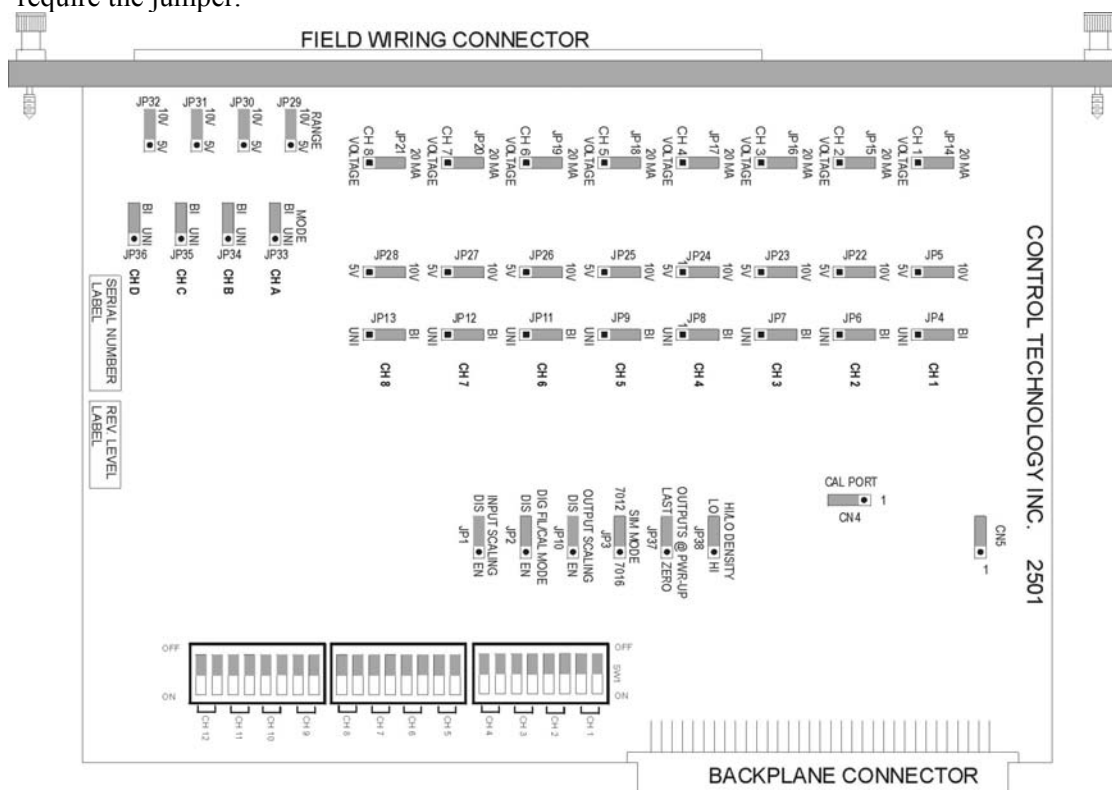 require the jumper.
FIELD WIRING CONNECTOR
JP32 10V 5V
JP31 10V 5V
JP30 10V 5V
JP29 10V 5V RANGE
CH 8 VOLTAGE JP21 20 MA
CH 7 VOLTAGE JP20 20 MA
CH 6 VOLTAGE JP19 20 MA
CH 5 VOLTAGE JP18 20 MA
CH 4 VOLTAGE JP17 20 MA
CH 3 VOLTAGE JP16 20 MA
CH 2 VOLTAGE JP15 20 MA
CH 1 VOLTAGE JP14 20 MA
BI UNI JP36 CH D
BI UNI JP35 CH C
BI UNI JP34 CH B
BI UNI MODE JP33 CH A
5V JP28 10V
5V JP27 10V
5V JP26 10V
5V JP25 10V
5V 1 JP24 10V
5V JP23 10V
5V JP22 10V
5V JP5 10V
UNI JP13 BI
UNI JP12 BI
UNI JP11 BI
UNI JP9 BI
UNI 1 JP8 BI
UNI JP7 BI
UNI JP6 BI
UNI JP4 BI
CH 8
CH 7
CH 6
CH 5
CH 4
CH 3
CH 2
CH 1
SERIAL NUMBER
LABEL
REV. LEVEL
LABEL
CONTROL TECHNOLOGY INC. 2501
INPUT SCALING
DIS EN
JP1
DIG FIL/CAL MODE
DIS EN
JP2
OUTPUT SCALING
DIS EN
JP10
SIM MODE
7012 7016
JP3
OUTPUTS @ PWR-UP
LAST ZERO
JP37
HI/LO DENSITY
LO HI
JP38
CAL PORT
1
CN4
CN5
1
OFF
ON
CH 12
CH 11
CH 10
CH 9
CH 8
CH 7
CH 6
CH 5
CH 4
CH 3
CH 2
CH 1
OFF
SW1
ON
BACKPLANE CONNECTOR